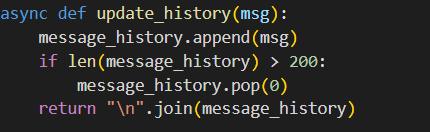 async def update_history(msg):
    message_history.append(msg)
    if len(message_history) > 200:
        message_history.pop(0)
    return "\n".join(message_history)